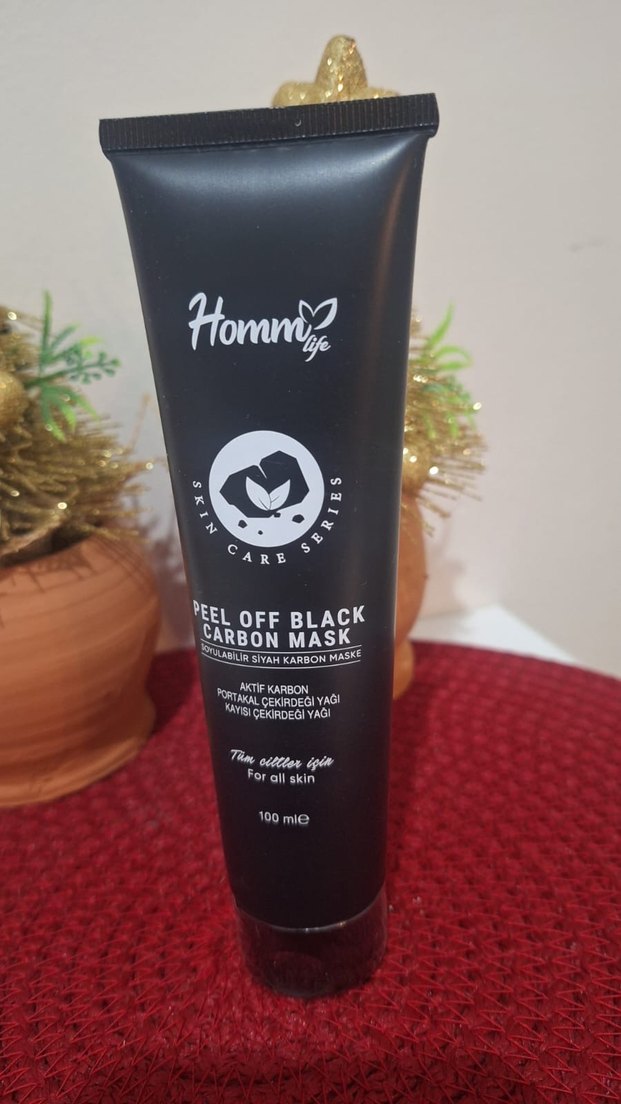 Homm
life
SKIN CARE SERIES
PEEL OFF BLACK
CARBON MASK
SOYULABİLİR SİYAH KARBON MASKE
AKTİF KARBON
PORTAKAL ÇEKİRDEĞİ YAĞI
KAYISI ÇEKİRDEĞİ YAĞI
Tüm ciltler için
For all skin
100 ml℮